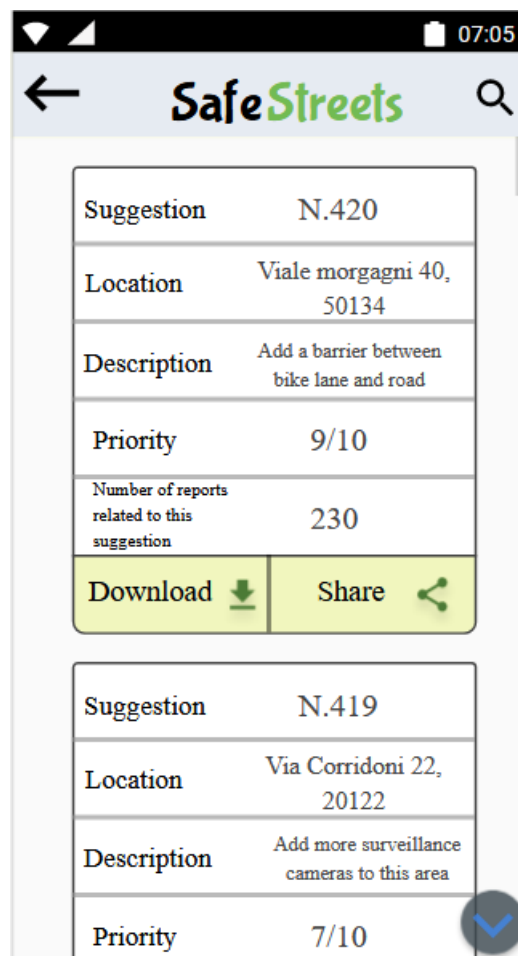 07:05
SafeStreets
Suggestion N.420
Location Viale morgagni 40,
50134
Description Add a barrier between
bike lane and road
Priority 9/10
Number of reports
related to this
suggestion
230
Download Share
Suggestion N.419
Location Via Corridoni 22,
20122
Description Add more surveillance
cameras to this area
Priority 7/10